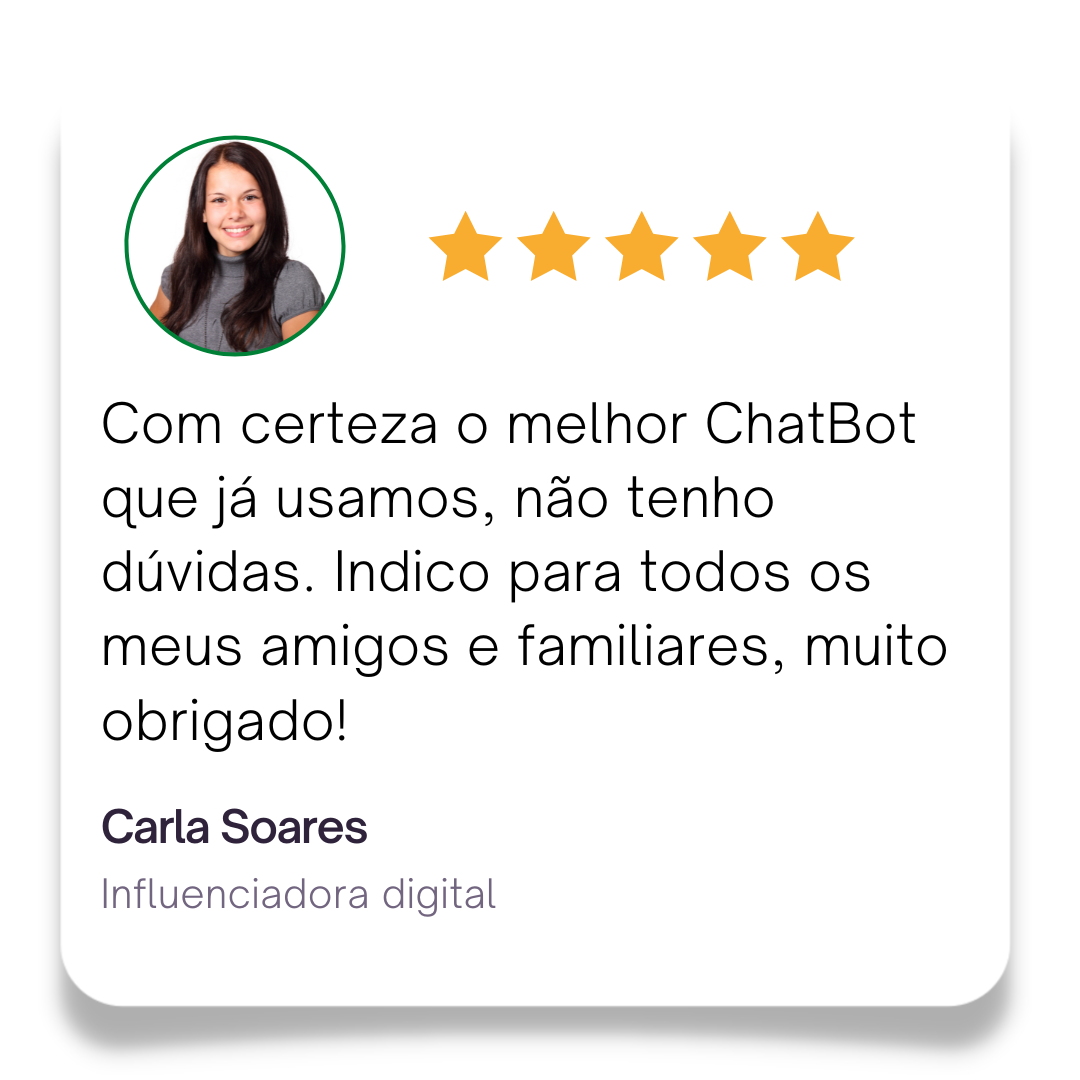 Com certeza o melhor ChatBot
que já usamos, não tenho
dúvidas. Indico para todos os
meus amigos e familiares, muito
obrigado!
Carla Soares
Influenciadora digital